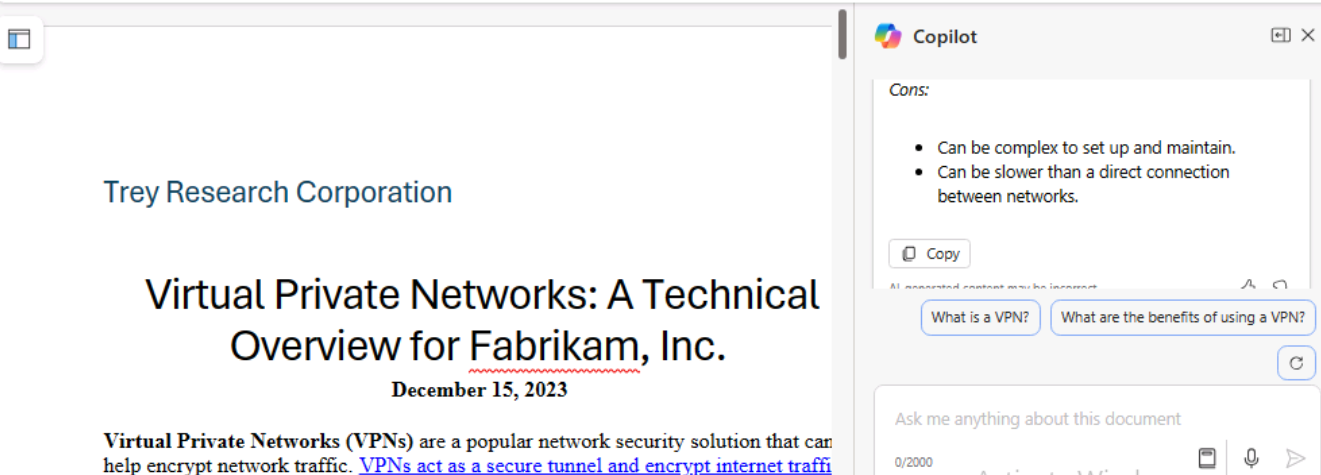 Trey Research Corporation
Virtual Private Networks: A Technical
Overview for Fabrikam, Inc.
December 15, 2023
Virtual Private Networks (VPNs) are a popular network security solution that can
help encrypt network traffic. VPNs act as a secure tunnel and encrypt internet traffi
Copilot
Cons:
• Can be complex to set up and maintain.
• Can be slower than a direct connection
between networks.
Copy
AI-generated content may be incorrect
What is a VPN?
What are the benefits of using a VPN?
Ask me anything about this document
0/2000